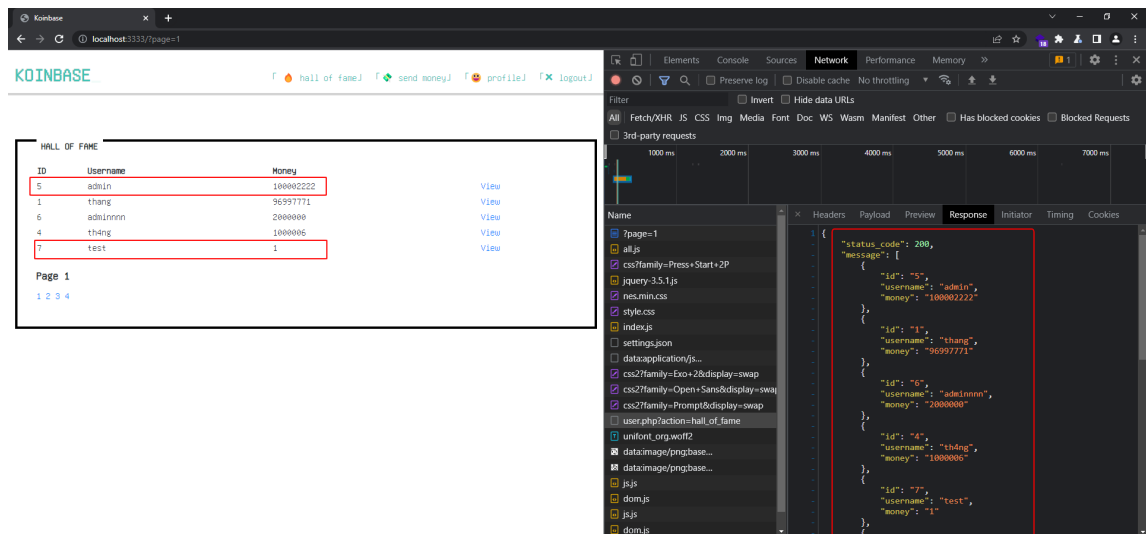 Koinbase
localhost:3333/?page=1
18
KOINBASE
「🔥 hall of fame」 「💸 send money」 「😃 profile」 「❌ logout」
HALL OF FAME
ID Username Money
5 admin 100002222 View
1 thang 96997771 View
6 adminnnn 2000000 View
4 th4ng 1000006 View
7 test 1 View
Page 1
1 2 3 4
Elements Console Sources Network Performance Memory » 1
Preserve log Disable cache No throttling
Filter Invert Hide data URLs
All Fetch/XHR JS CSS Img Media Font Doc WS Wasm Manifest Other Has blocked cookies Blocked Requests
3rd-party requests
1000 ms 2000 ms 3000 ms 4000 ms 5000 ms 6000 ms 7000 ms
Name
?page=1
all.js
css?family=Press+Start+2P
jquery-3.5.1.js
nes.min.css
style.css
index.js
settings.json
data:application/js...
css2?family=Exo+2&display=swap
css2?family=Open+Sans&display=swap
css2?family=Prompt&display=swap
user.php?action=hall_of_fame
unifont_org.woff2
data:image/png;base...
data:image/png;base...
js.js
dom.js
js.js
dom.js
× Headers Payload Preview Response Initiator Timing Cookies
1 {
"status_code": 200,
"message": [
{
"id": "5",
"username": "admin",
"money": "100002222"
},
{
"id": "1",
"username": "thang",
"money": "96997771"
},
{
"id": "6",
"username": "adminnnn",
"money": "2000000"
},
{
"id": "4",
"username": "th4ng",
"money": "1000006"
},
{
"id": "7",
"username": "test",
"money": "1"
},
{